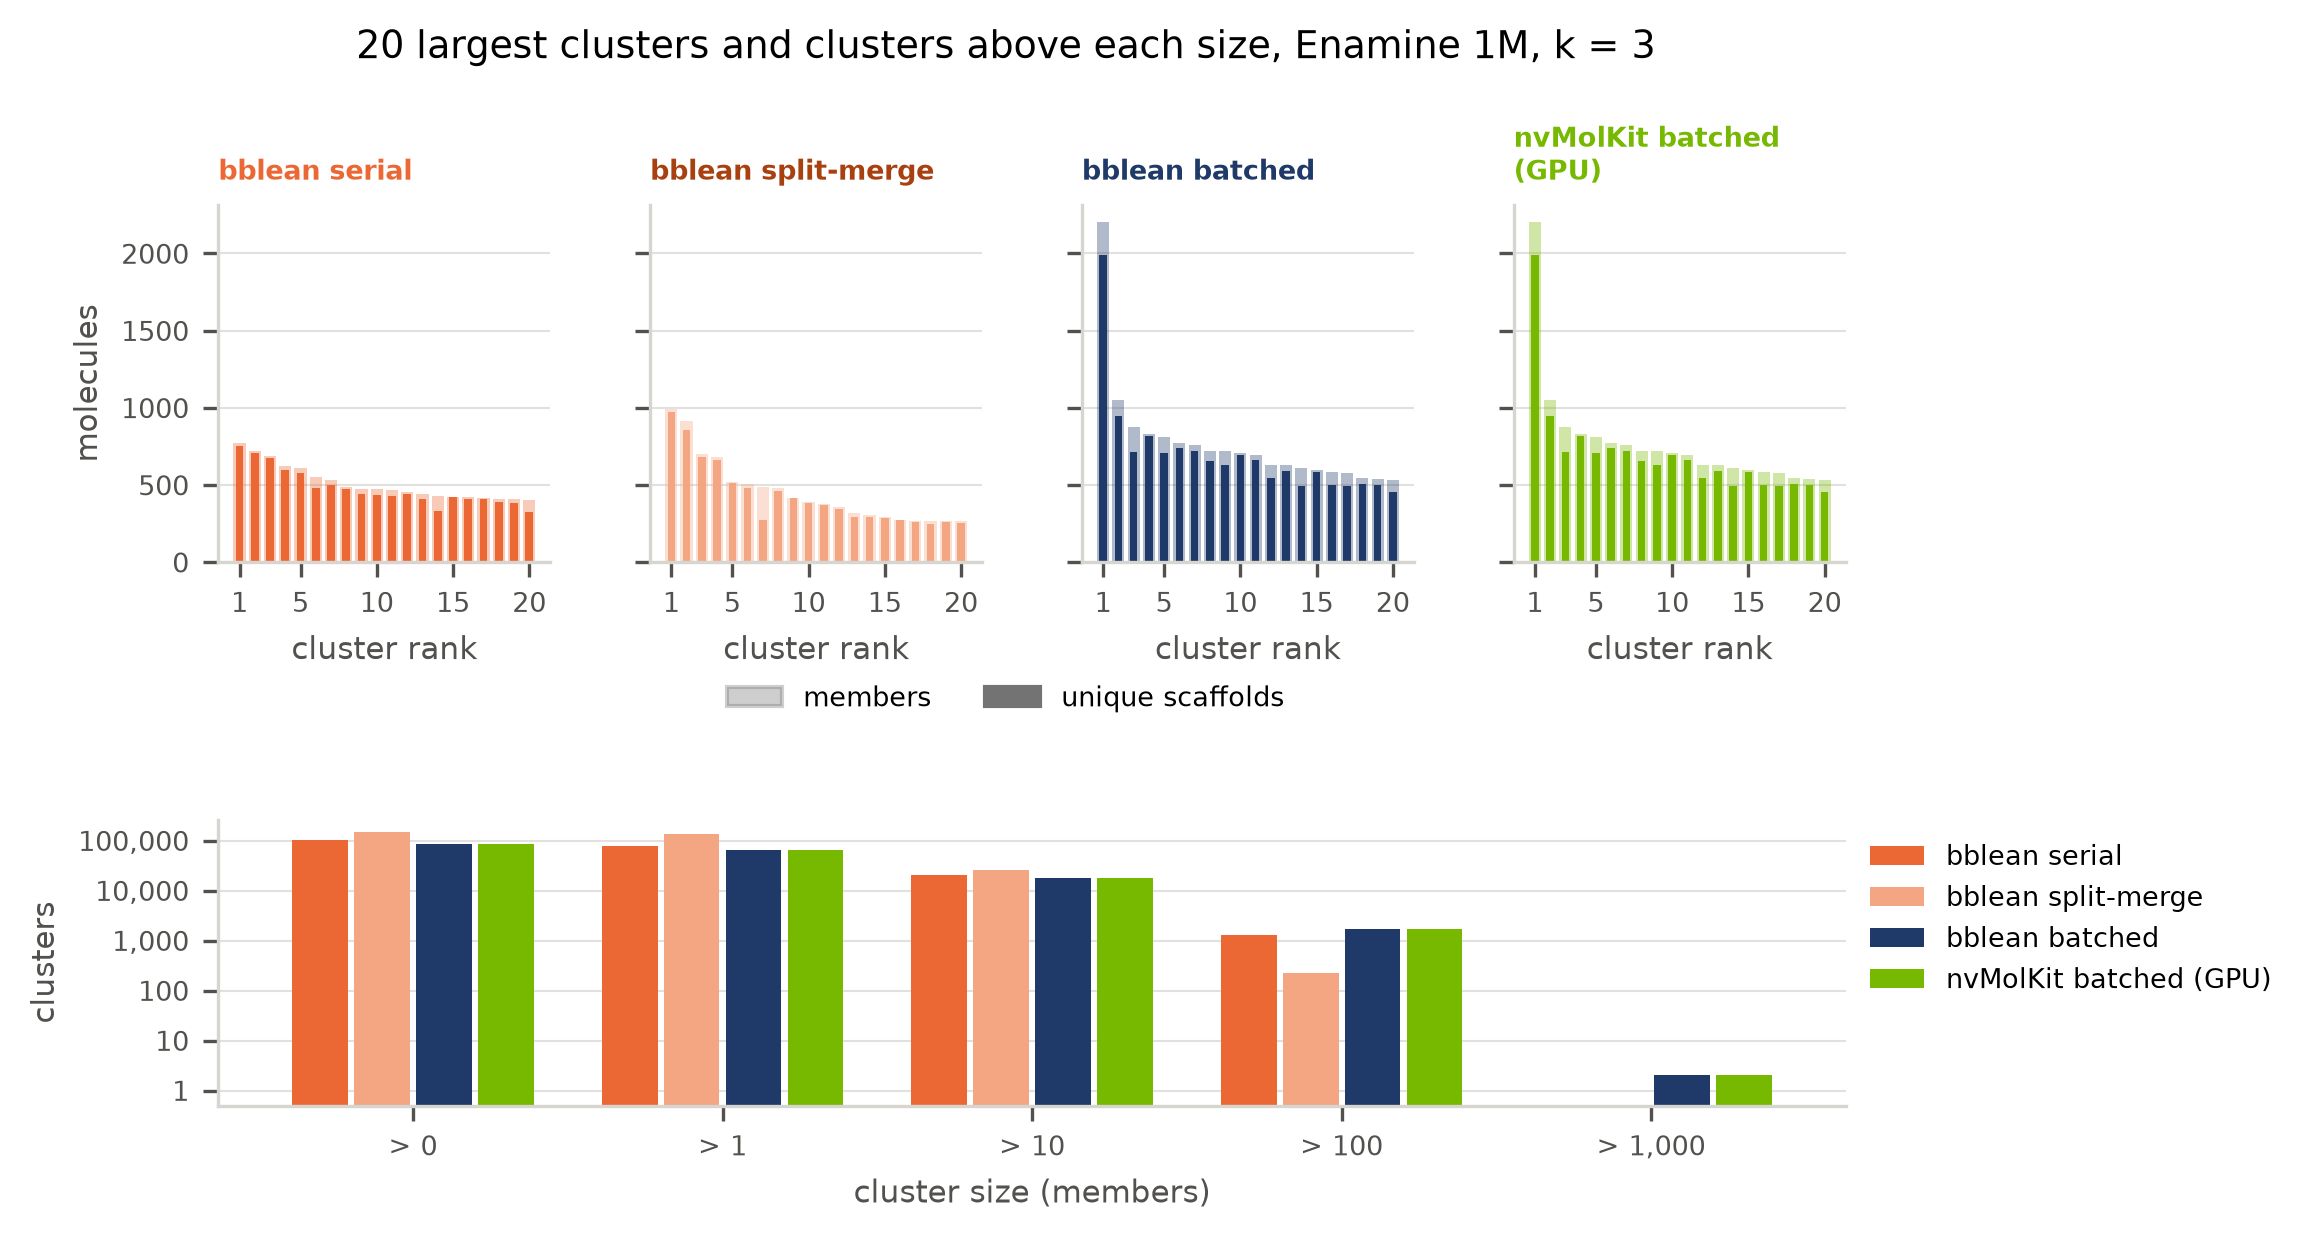 20 largest clusters and clusters above each size, Enamine 1M, k = 3
bblean serial
bblean split-merge
bblean batched
nvMolKit batched
(GPU)
molecules
2000
1500
1000
500
0
1 5 10 15 20
1 5 10 15 20
1 5 10 15 20
1 5 10 15 20
cluster rank
cluster rank
cluster rank
cluster rank
members
unique scaffolds
clusters
100,000
10,000
1,000
100
10
1
> 0
> 1
> 10
> 100
> 1,000
cluster size (members)
bblean serial
bblean split-merge
bblean batched
nvMolKit batched (GPU)